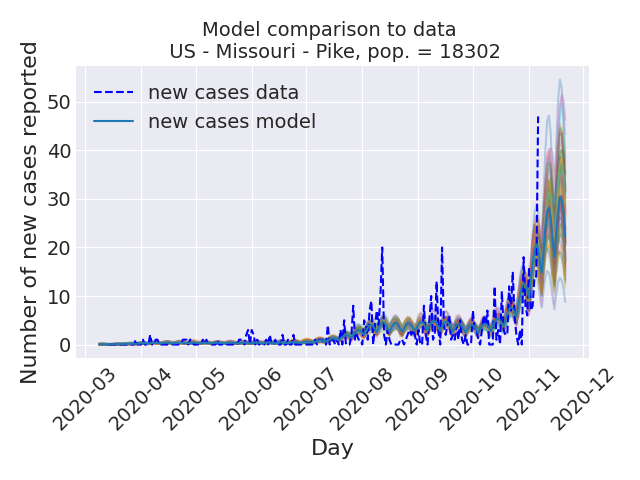 Model comparison to data
US - Missouri - Pike, pop. = 18302
Number of new cases reported
50
40
30
20
10
0
new cases data
new cases model
2020-03
2020-04
2020-05
2020-06
2020-07
2020-08
2020-09
2020-10
2020-11
2020-12
Day